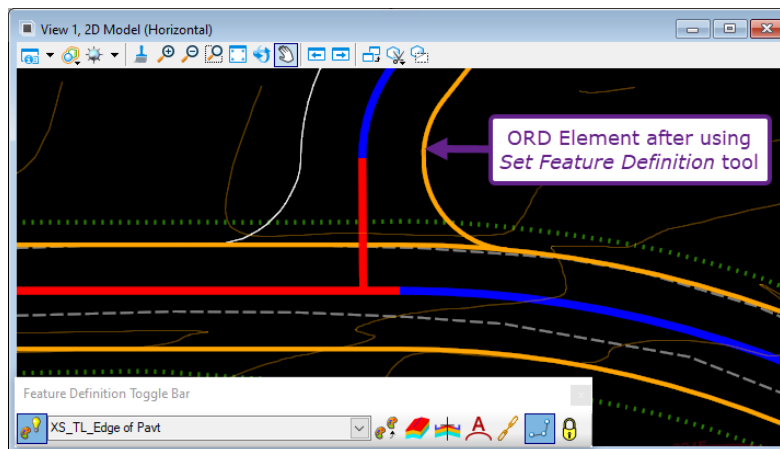 View 1, 2D Model (Horizontal)
ORD Element after using
Set Feature Definition tool
Feature Definition Toggle Bar
XS_TL_Edge of Pavt